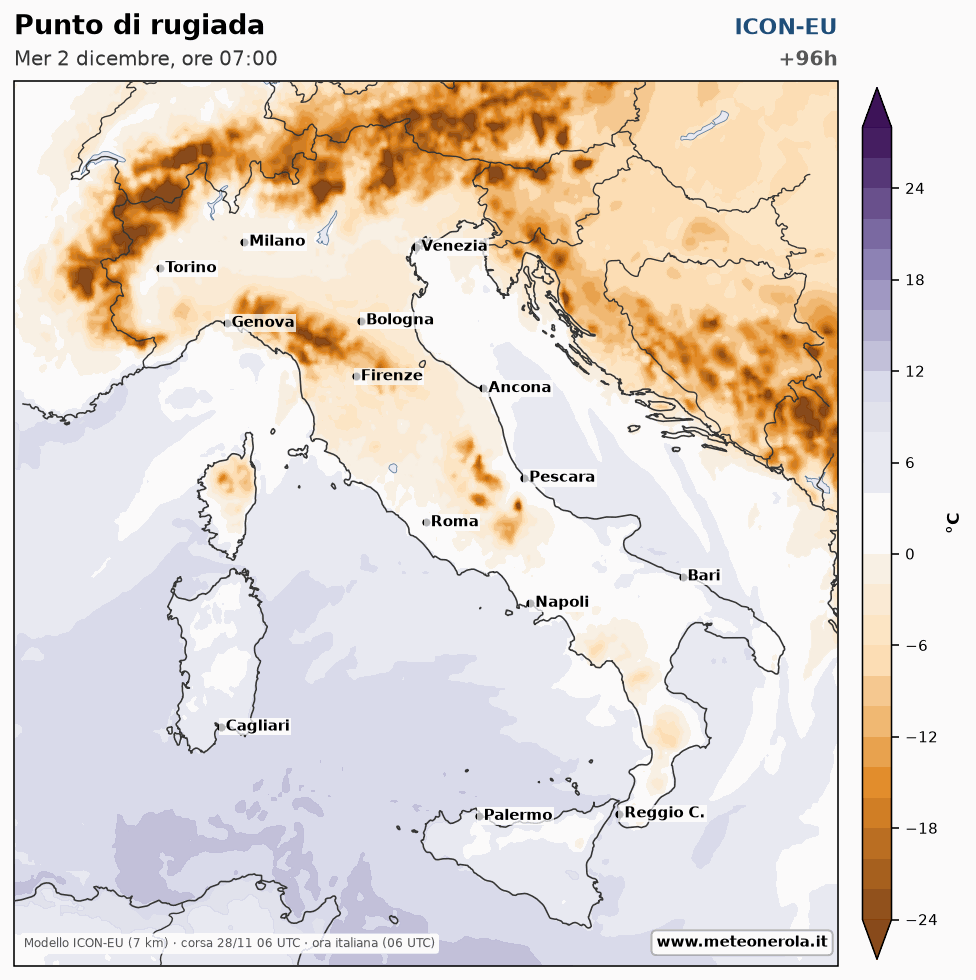 Punto di rugiada
ICON-EU
Mer 2 dicembre, ore 07:00
+96h
Milano
Venezia
Torino
Genova
Bologna
Firenze
Ancona
Pescara
Roma
Bari
Napoli
Cagliari
Palermo
Reggio C.
24
18
12
6
0
−6
−12
−18
−24
°C
Modello ICON-EU (7 km) · corsa 28/11 06 UTC · ora italiana (06 UTC)
www.meteonerola.it